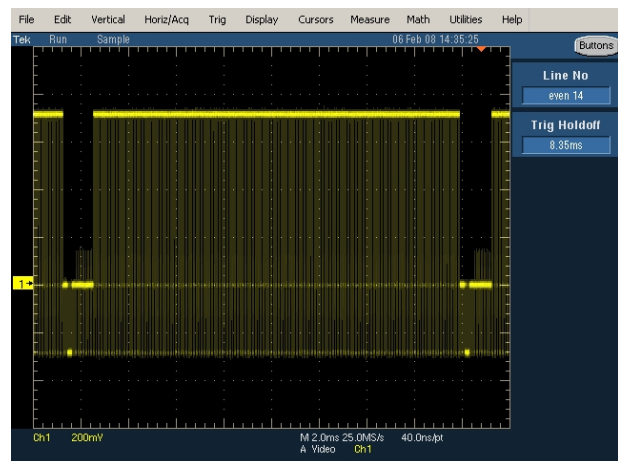 File Edit Vertical Horiz/Acq Trig Display Cursors Measure Math Utilities Help
Tek Run Sample 06 Feb 08 14:35:25
Buttons
Line No
even 14
Trig Holdoff
8.35ms
1
Ch1 200mV M 2.0ms 25.0MS/s 40.0ns/pt
A Video Ch1